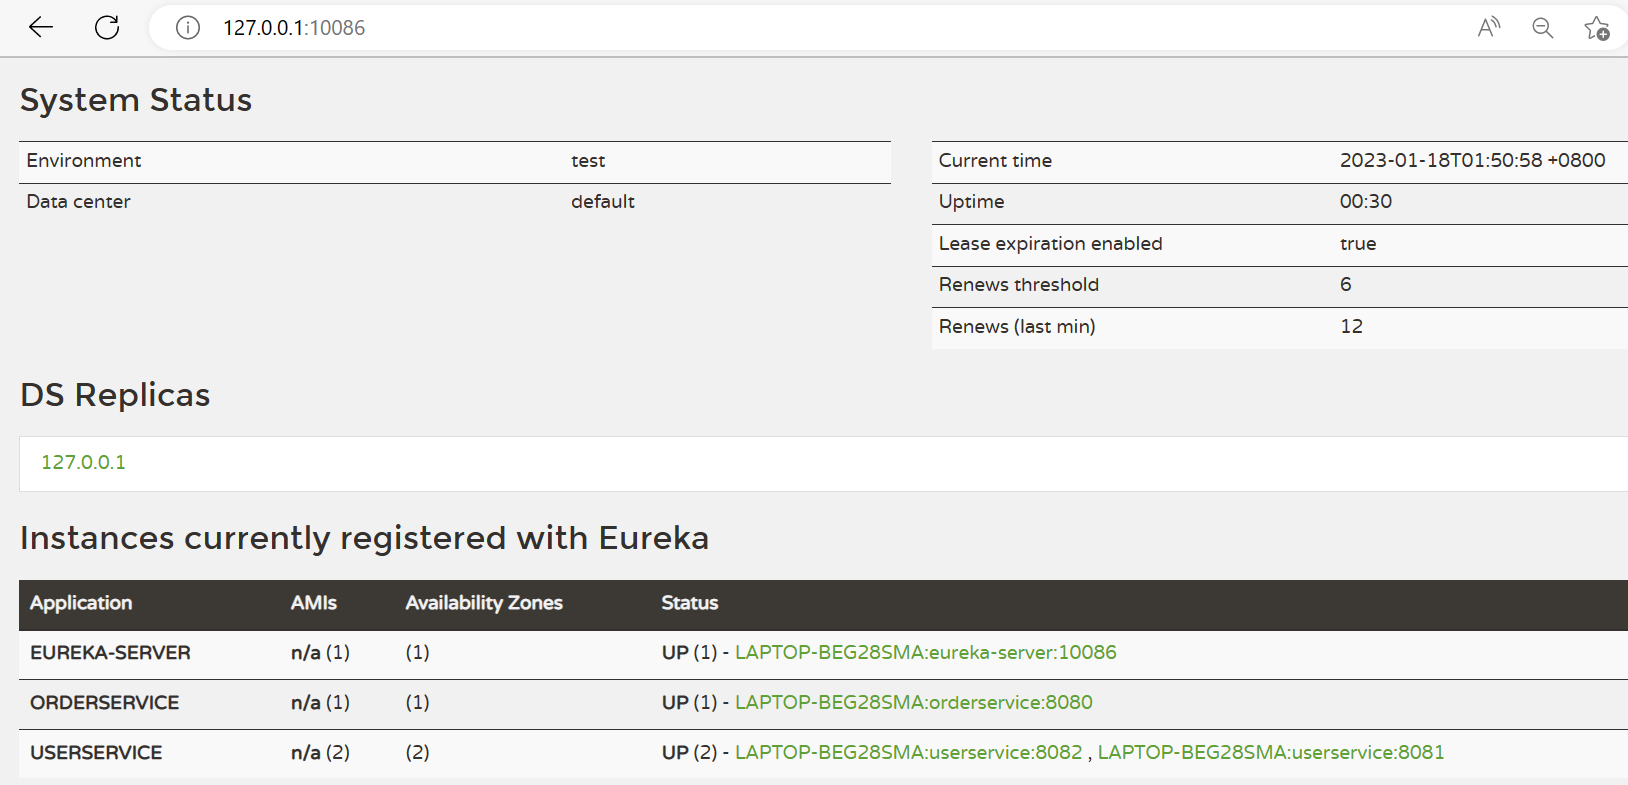 127.0.0.1:10086
System Status
Environment test
Data center default
Current time 2023-01-18T01:50:58 +0800
Uptime 00:30
Lease expiration enabled true
Renews threshold 6
Renews (last min) 12
DS Replicas
127.0.0.1
Instances currently registered with Eureka
Application AMIs Availability Zones Status
EUREKA-SERVER n/a (1) (1) UP (1) - LAPTOP-BEG28SMA:eureka-server:10086
ORDERSERVICE n/a (1) (1) UP (1) - LAPTOP-BEG28SMA:orderservice:8080
USERSERVICE n/a (2) (2) UP (2) - LAPTOP-BEG28SMA:userservice:8082 , LAPTOP-BEG28SMA:userservice:8081